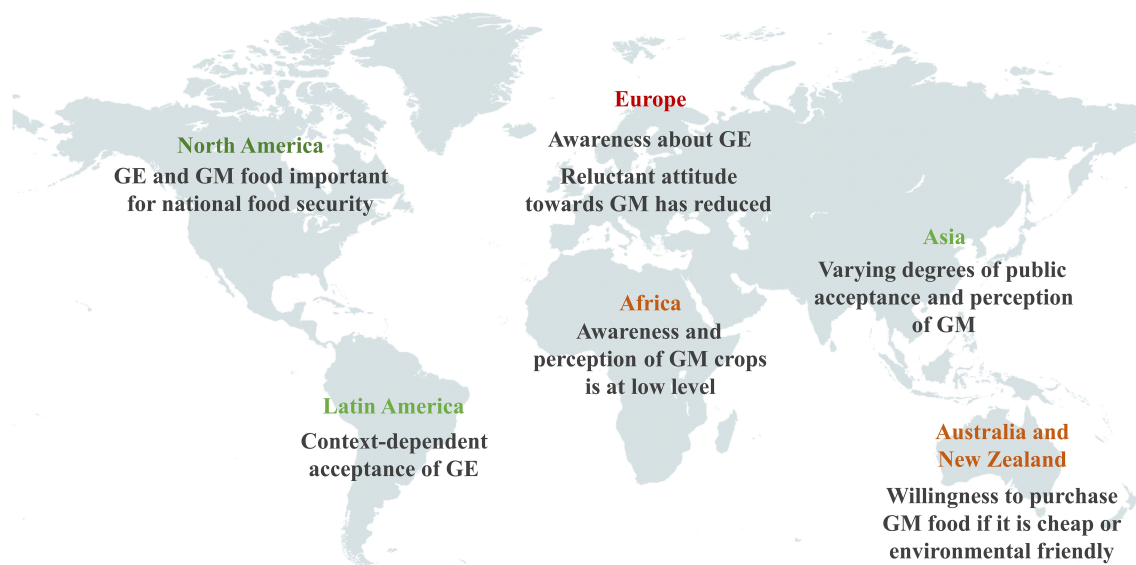 North America
GE and GM food important
for national food security
Europe
Awareness about GE
Reluctant attitude
towards GM has reduced
Asia
Varying degrees of public
acceptance and perception
of GM
Africa
Awareness and
perception of GM crops
is at low level
Latin America
Context-dependent
acceptance of GE
Australia and
New Zealand
Willingness to purchase
GM food if it is cheap or
environmental friendly